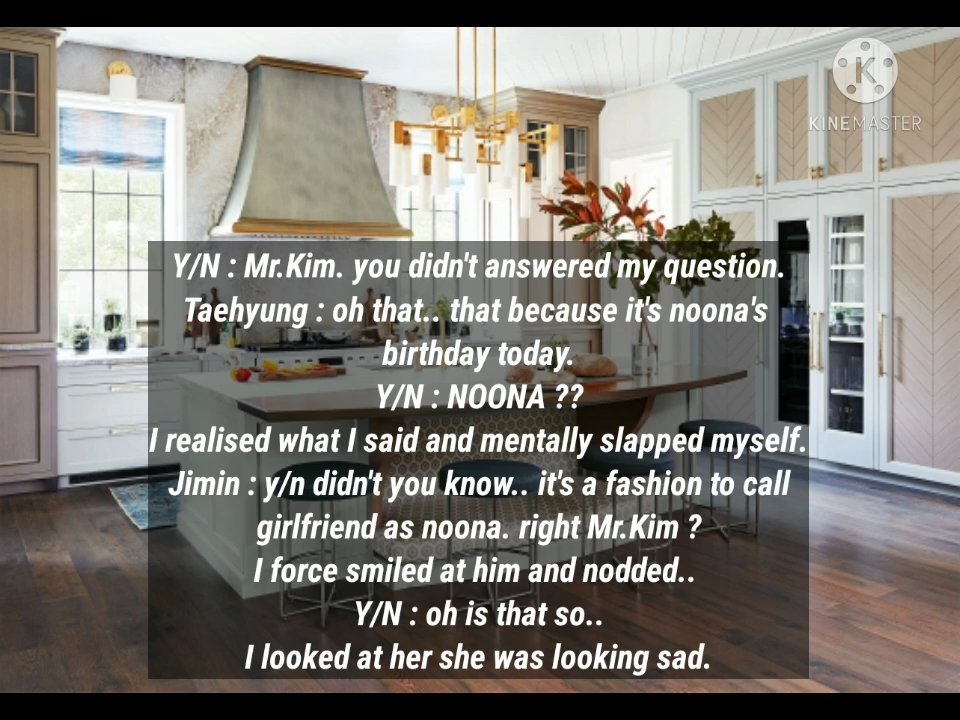 KINEMASTER
Y/N : Mr.Kim. you didn't answered my question.
Taehyung : oh that.. that because it's noona's
birthday today.
Y/N : NOONA ??
I realised what I said and mentally slapped myself.
Jimin : y/n didn't you know.. it's a fashion to call
girlfriend as noona. right Mr.Kim ?
I force smiled at him and nodded..
Y/N : oh is that so..
I looked at her she was looking sad.